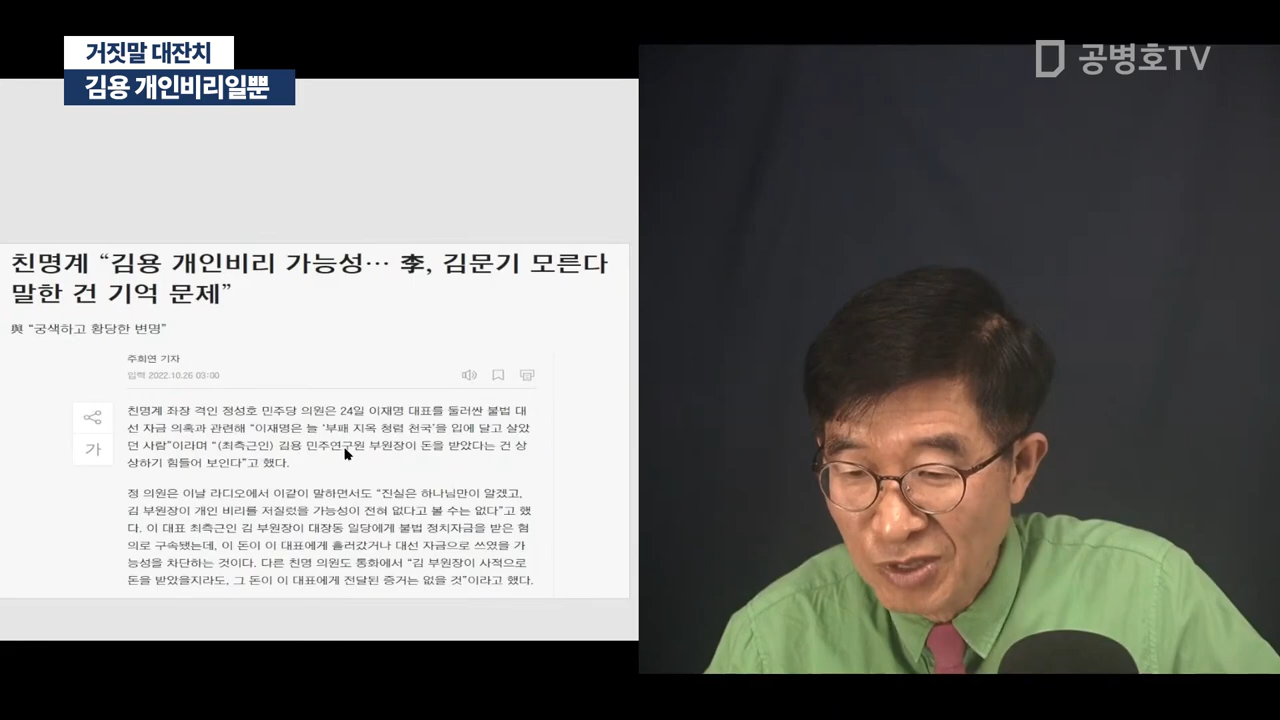 거짓말 대잔치
김용 개인비리일뿐
공병호TV
친명계 “김용 개인비리 가능성… 李, 김문기 모른다
말한 건 기억 문제”
與 “궁색하고 황당한 변명”
주희연 기자
입력 2022.10.26 03:00
가
친명계 좌장 격인 정성호 민주당 의원은 24일 이재명 대표를 둘러싼 불법 대
선 자금 의혹과 관련해 “이재명은 늘 ‘부패 지옥 청렴 천국’을 입에 달고 살았
던 사람”이라며 “(최측근인) 김용 민주연구원 부원장이 돈을 받았다는 건 상
상하기 힘들어 보인다”고 했다.
정 의원은 이날 라디오에서 이같이 말하면서도 “진실은 하나님만이 알겠고,
김 부원장이 개인 비리를 저질렀을 가능성이 전혀 없다고 볼 수는 없다”고 했
다. 이 대표 최측근인 김 부원장이 대장동 일당에게 불법 정치자금을 받은 혐
의로 구속됐는데, 이 돈이 이 대표에게 흘러갔거나 대선 자금으로 쓰였을 가
능성을 차단하는 것이다. 다른 친명 의원도 통화에서 “김 부원장이 사적으로
돈을 받았을지라도, 그 돈이 이 대표에게 전달된 증거는 없을 것”이라고 했다.